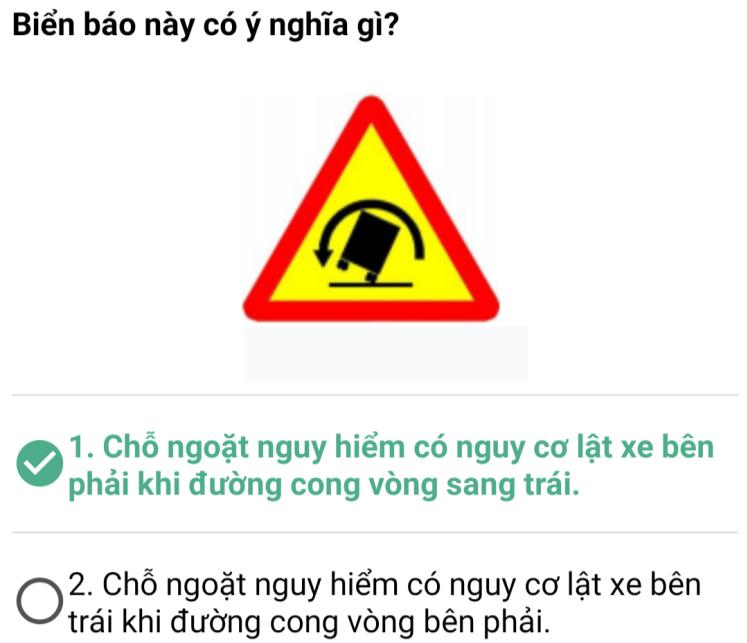 Biển báo này có ý nghĩa gì?
1. Chỗ ngoặt nguy hiểm có nguy cơ lật xe bên
phải khi đường cong vòng sang trái.
2. Chỗ ngoặt nguy hiểm có nguy cơ lật xe bên
trái khi đường cong vòng bên phải.